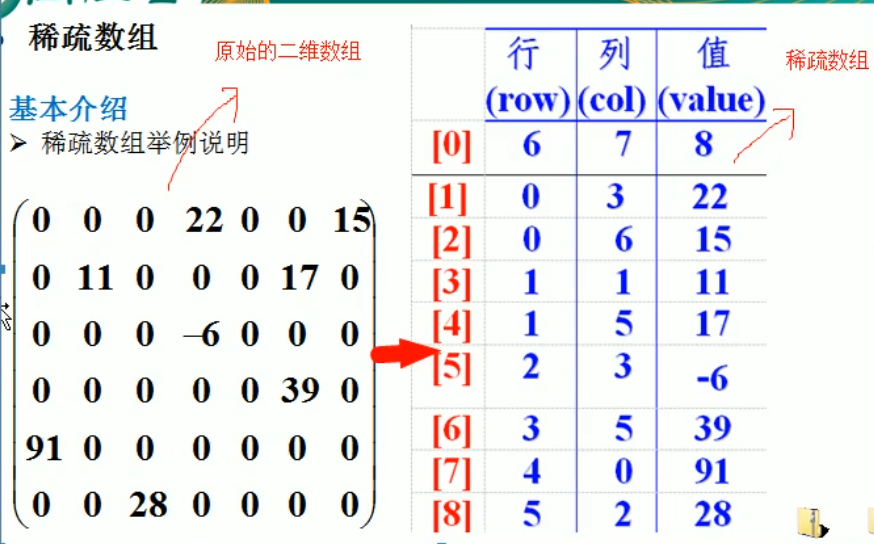 稀疏数组
原始的二维数组
基本介绍
➢ 稀疏数组举例说明
0 0 0 22 0 0 15
0 11 0 0 0 17 0
0 0 0 –6 0 0 0
0 0 0 0 0 39 0
91 0 0 0 0 0 0
0 0 28 0 0 0 0
行 列 值
(row) (col) (value)
稀疏数组
[0] 6 7 8
[1] 0 3 22
[2] 0 6 15
[3] 1 1 11
[4] 1 5 17
[5] 2 3 -6
[6] 3 5 39
[7] 4 0 91
[8] 5 2 28